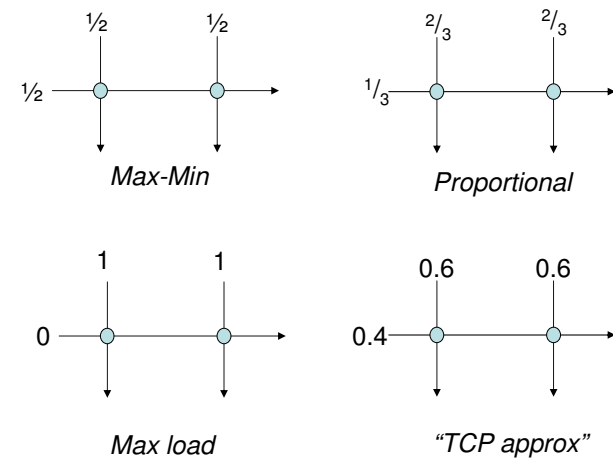 ½ ½
½
Max-Min
2/3 2/3
1/3
Proportional
1 1
0
Max load
0.6 0.6
0.4
“TCP approx”